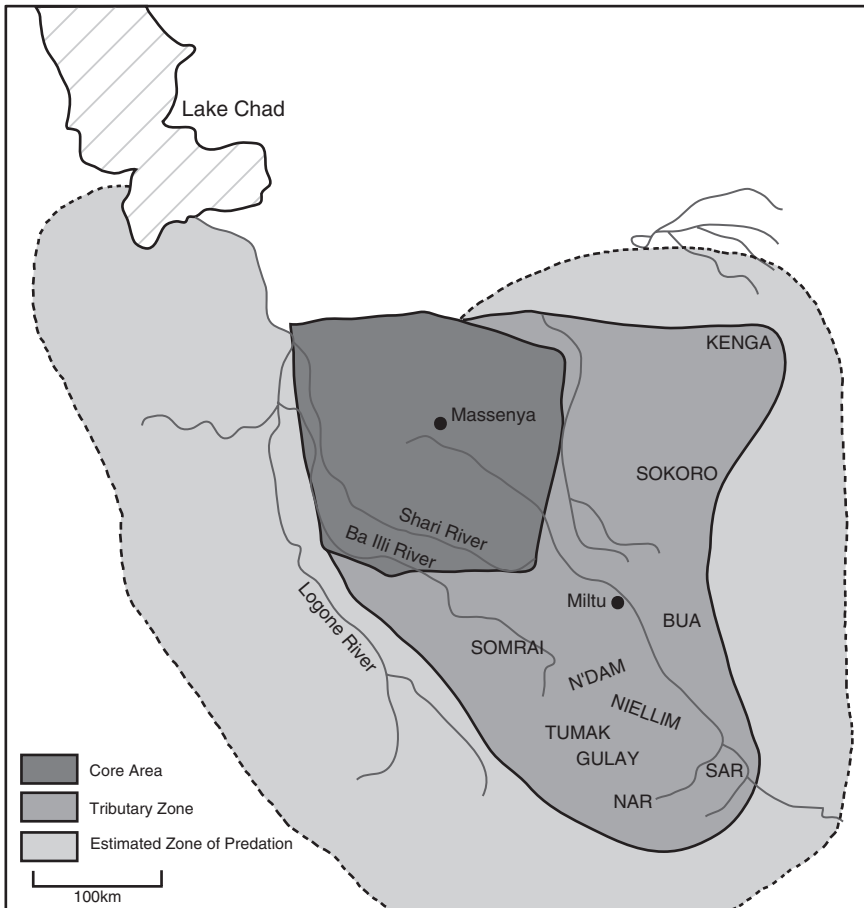 Lake Chad
KENGA
Massenya
SOKORO
Shari River
Ba Illi River
Miltu
Logone River
BUA
SOMRAI
N'DAM
NIELLIM
TUMAK
GULAY
SAR
NAR
Core Area
Tributary Zone
Estimated Zone of Predation
100km